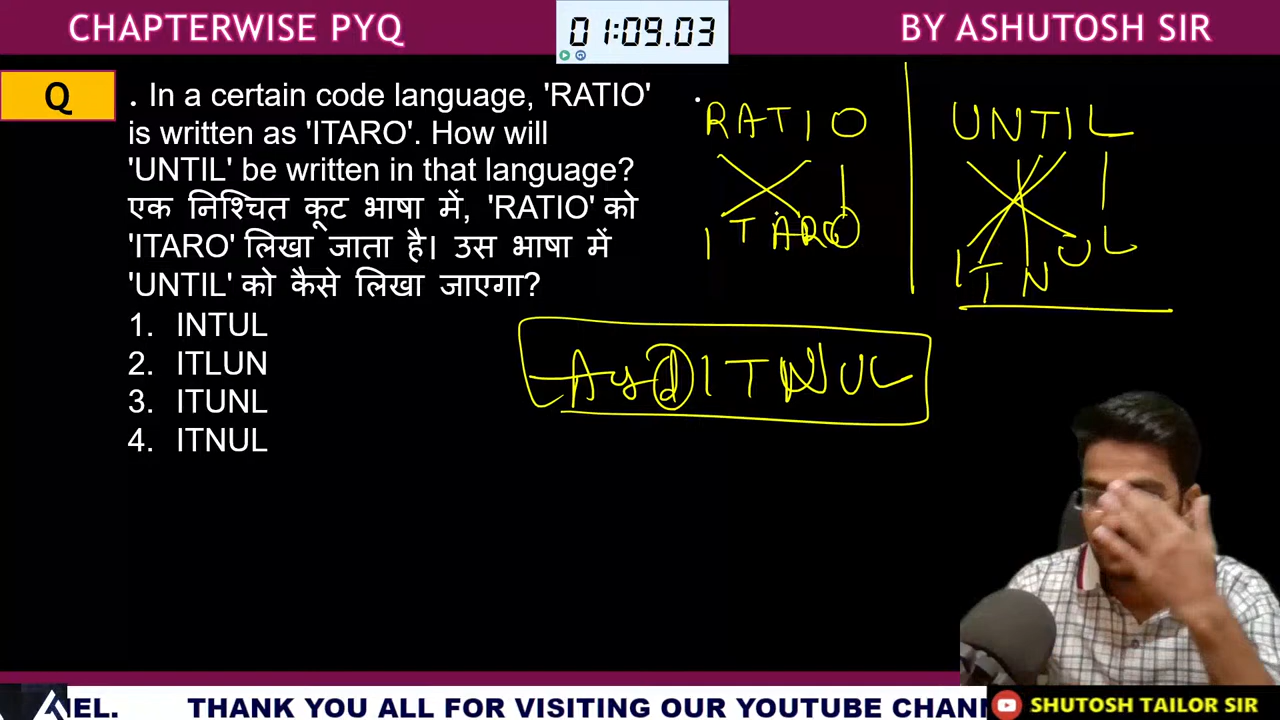 CHAPTERWISE PYQ
01:09.03
BY ASHUTOSH SIR
Q
. In a certain code language, 'RATIO'
is written as 'ITARO'. How will
'UNTIL' be written in that language?
एक निश्चित कूट भाषा में, 'RATIO' को
'ITARO' लिखा जाता है। उस भाषा में
'UNTIL' को कैसे लिखा जाएगा?
1. INTUL
2. ITLUN
3. ITUNL
4. ITNUL
RATIO
ITARO
UNTIL
ITNUL
ITNUL
EL. THANK YOU ALL FOR VISITING OUR YOUTUBE CHAN
SHUTOSH TAILOR SIR